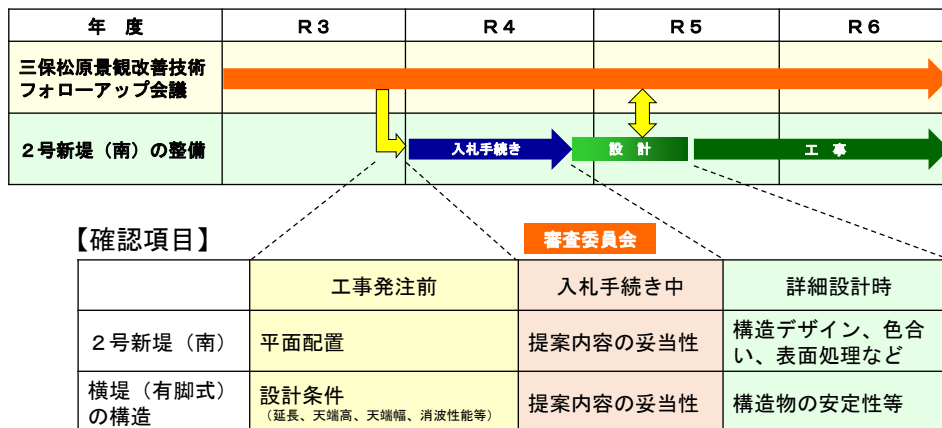 年 度 R3 R4 R5 R6
三保松原景観改善技術
フォローアップ会議
2号新堤(南)の整備 入札手続き 設 計 工 事
【確認項目】 審査委員会
工事発注前 入札手続き中 詳細設計時
2号新堤(南) 平面配置 提案内容の妥当性 構造デザイン、色合
い、表面処理など
横堤(有脚式)
の構造 設計条件 提案内容の妥当性 構造物の安定性等
(延長、天端高、天端幅、消波性能等)